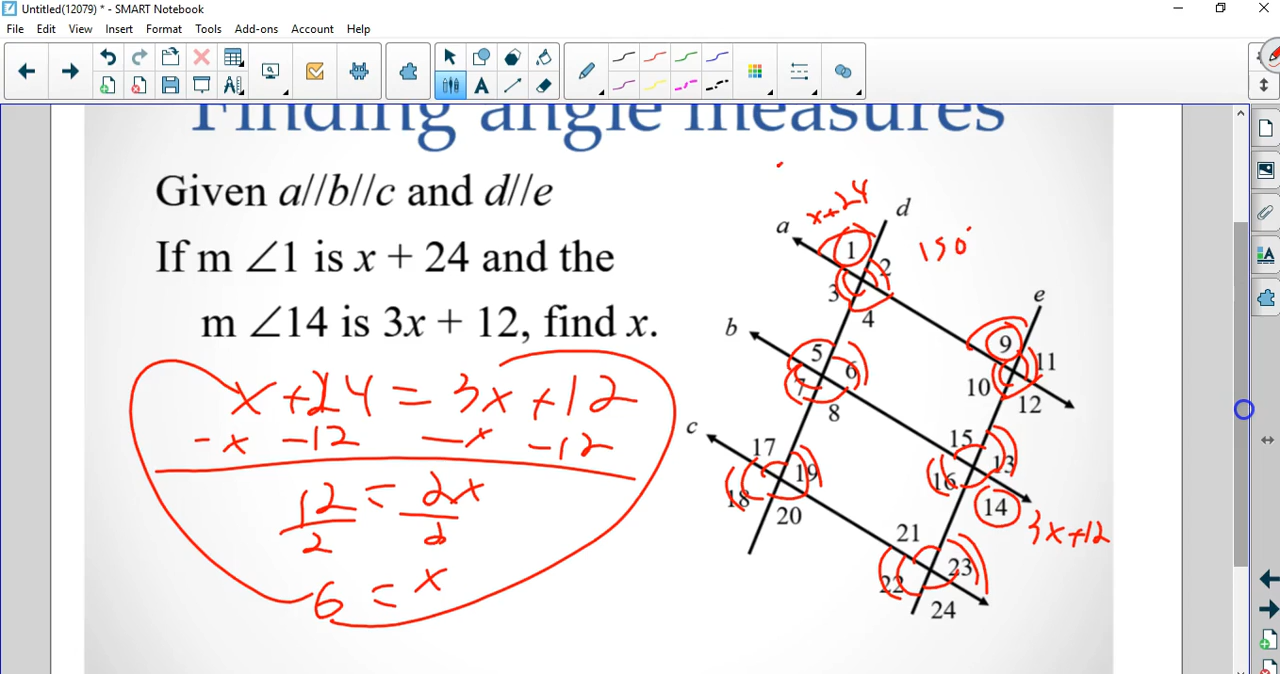 Untitled(12079) * - SMART Notebook
File Edit View Insert Format Tools Add-ons Account Help
Finding angle measures
Given a//b//c and d//e
If m ∠1 is x + 24 and the
m ∠14 is 3x + 12, find x.
x+24 = 3x+12
-x -12 -x -12
12 = 2x
2 2
6 = x
x+24
d
a
1
150°
2
3
4
e
b
5
6
7
8
9
11
10
12
c
17
15
13
19
16
18
14
20
3x+12
21
23
22
24